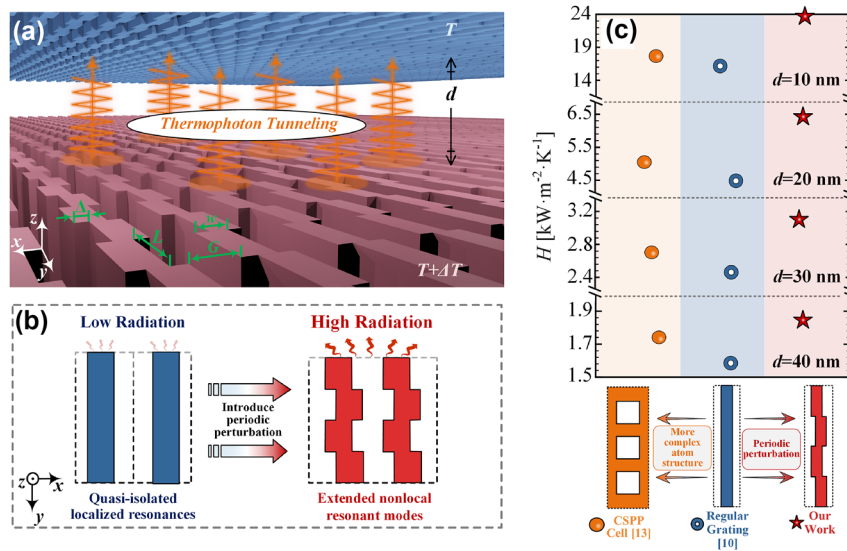 (a)
T
d
Thermophoton Tunneling
Λ
w
L
G
z
x
y
T+ΔT
(b)
Low Radiation
High Radiation
Introduce
periodic
perturbation
z
x
y
Quasi-isolated
localized resonances
Extended nonlocal
resonant modes
(c)
H [kW·m⁻²·K⁻¹]
24
21
18
14
6.5
4.5
3.2
2.8
2.4
1.9
1.7
1.5
d=10 nm
d=20 nm
d=30 nm
d=40 nm
More
complex
atom
structure
Periodic
perturbation
CSPP
Cell [13]
Regular
Grating
[10]
Our
Work